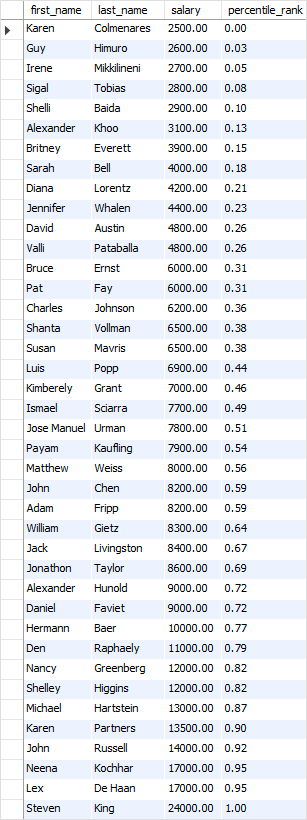 first_name last_name salary percentile_rank
Karen Colmenares 2500.00 0.00
Guy Himuro 2600.00 0.03
Irene Mikkilineni 2700.00 0.05
Sigal Tobias 2800.00 0.08
Shelli Baida 2900.00 0.10
Alexander Khoo 3100.00 0.13
Britney Everett 3900.00 0.15
Sarah Bell 4000.00 0.18
Diana Lorentz 4200.00 0.21
Jennifer Whalen 4400.00 0.23
David Austin 4800.00 0.26
Valli Pataballa 4800.00 0.26
Bruce Ernst 6000.00 0.31
Pat Fay 6000.00 0.31
Charles Johnson 6200.00 0.36
Shanta Vollman 6500.00 0.38
Susan Mavris 6500.00 0.38
Luis Popp 6900.00 0.44
Kimberely Grant 7000.00 0.46
Ismael Sciarra 7700.00 0.49
Jose Manuel Urman 7800.00 0.51
Payam Kaufling 7900.00 0.54
Matthew Weiss 8000.00 0.56
John Chen 8200.00 0.59
Adam Fripp 8200.00 0.59
William Gietz 8300.00 0.64
Jack Livingston 8400.00 0.67
Jonathon Taylor 8600.00 0.69
Alexander Hunold 9000.00 0.72
Daniel Faviet 9000.00 0.72
Hermann Baer 10000.00 0.77
Den Raphaely 11000.00 0.79
Nancy Greenberg 12000.00 0.82
Shelley Higgins 12000.00 0.82
Michael Hartstein 13000.00 0.87
Karen Partners 13500.00 0.90
John Russell 14000.00 0.92
Neena Kochhar 17000.00 0.95
Lex De Haan 17000.00 0.95
Steven King 24000.00 1.00